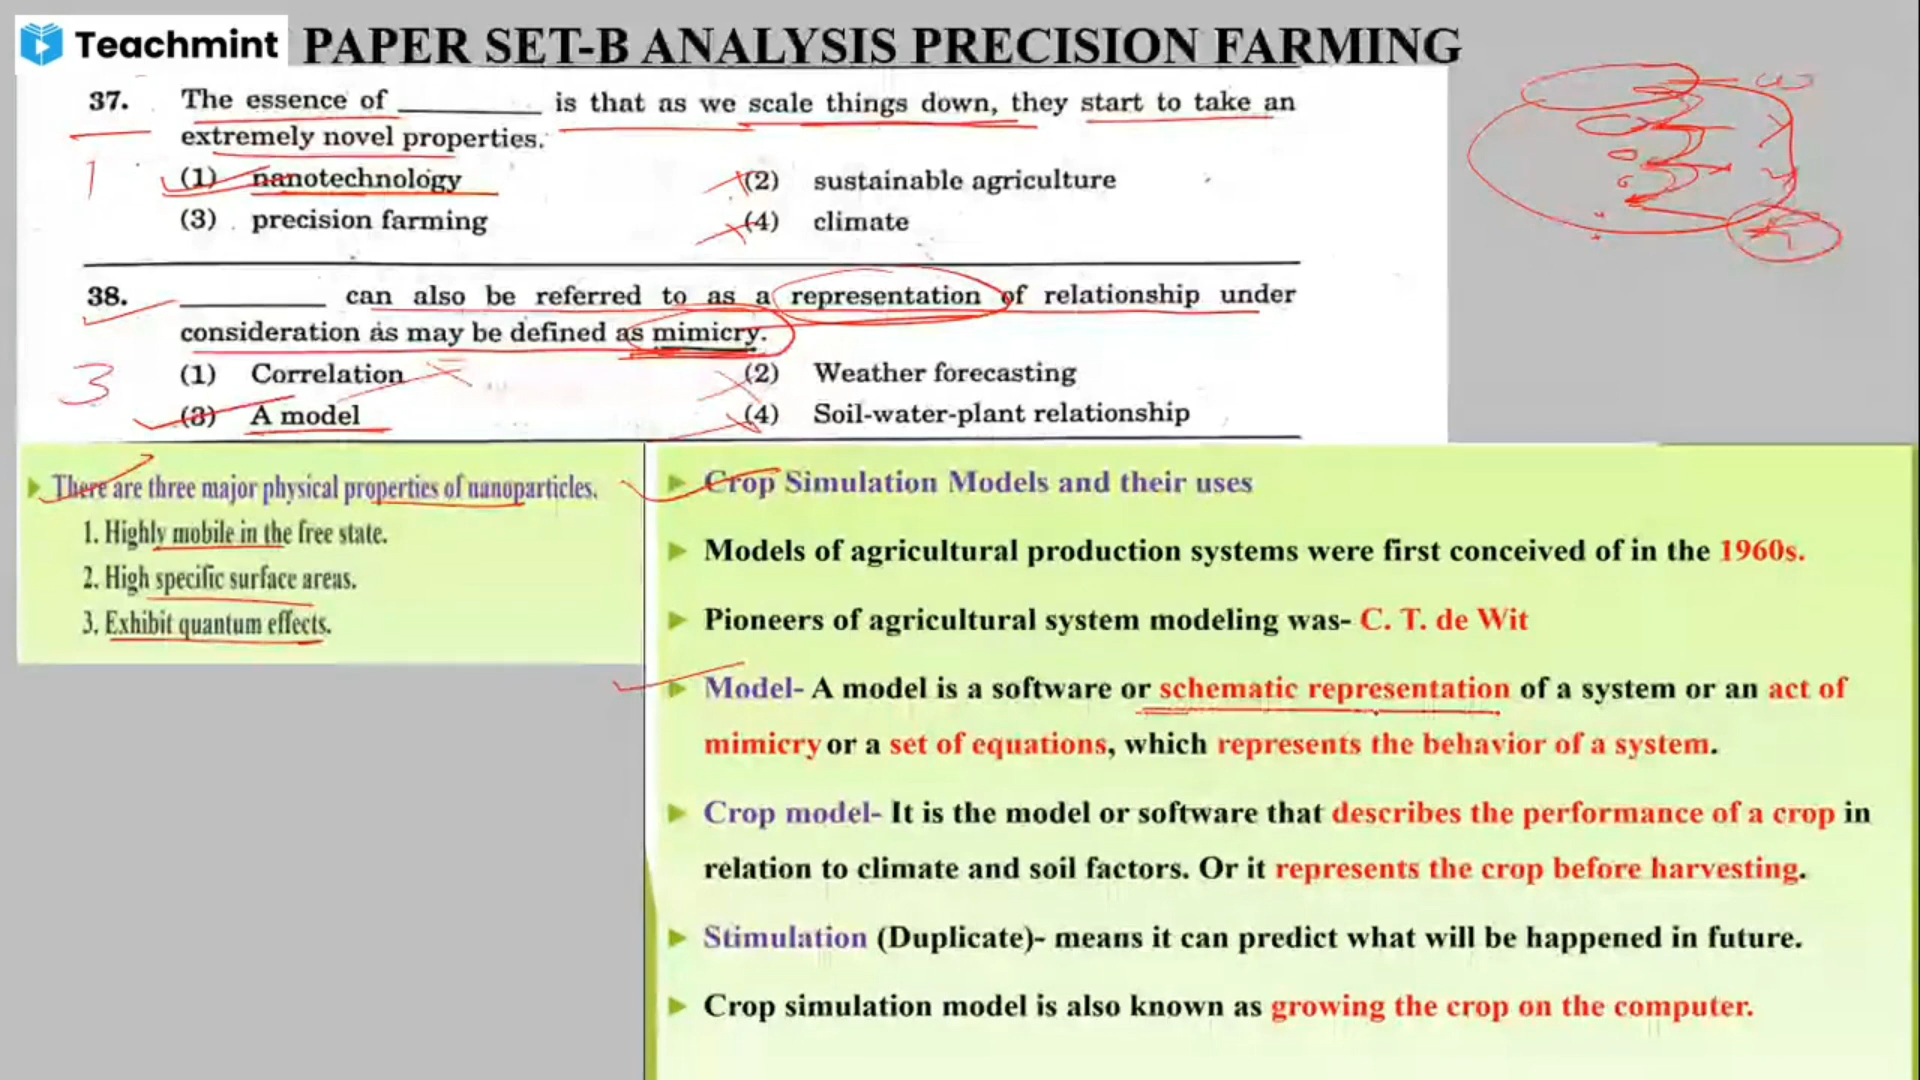 Teachmint PAPER SET-B ANALYSIS PRECISION FARMING
37. The essence of __________ is that as we scale things down, they start to take an
extremely novel properties.
(1) nanotechnology (2) sustainable agriculture
(3) precision farming (4) climate
1
38. __________ can also be referred to as a representation of relationship under
consideration as may be defined as mimicry.
(1) Correlation (2) Weather forecasting
(3) A model (4) Soil-water-plant relationship
3
There are three major physical properties of nanoparticles.
1. Highly mobile in the free state.
2. High specific surface areas.
3. Exhibit quantum effects.
Crop Simulation Models and their uses
Models of agricultural production systems were first conceived of in the 1960s.
Pioneers of agricultural system modeling was- C. T. de Wit
Model- A model is a software or schematic representation of a system or an act of
mimicry or a set of equations, which represents the behavior of a system.
Crop model- It is the model or software that describes the performance of a crop in
relation to climate and soil factors. Or it represents the crop before harvesting.
Stimulation (Duplicate)- means it can predict what will be happened in future.
Crop simulation model is also known as growing the crop on the computer.